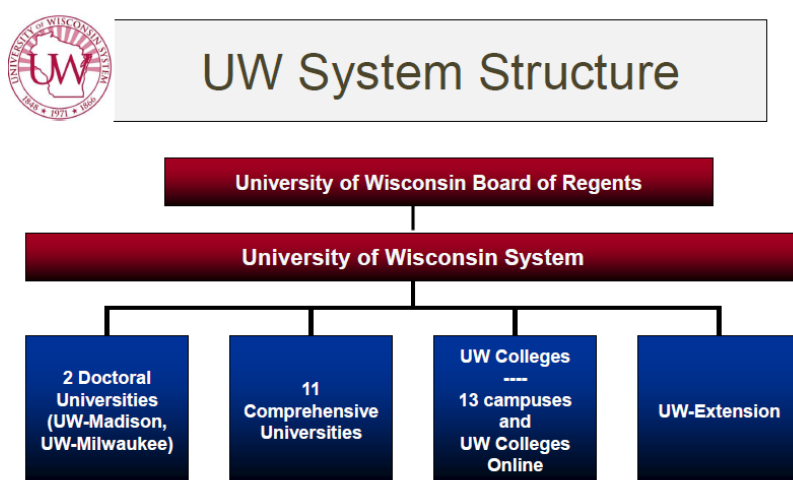 UNIVERSITY OF WISCONSIN SYSTEM
UW
1848 ★ 1971 ★ 1866
UW System Structure
University of Wisconsin Board of Regents
University of Wisconsin System
2 Doctoral
Universities
(UW-Madison,
UW-Milwaukee)
11
Comprehensive
Universities
UW Colleges
----
13 campuses
and
UW Colleges
Online
UW-Extension